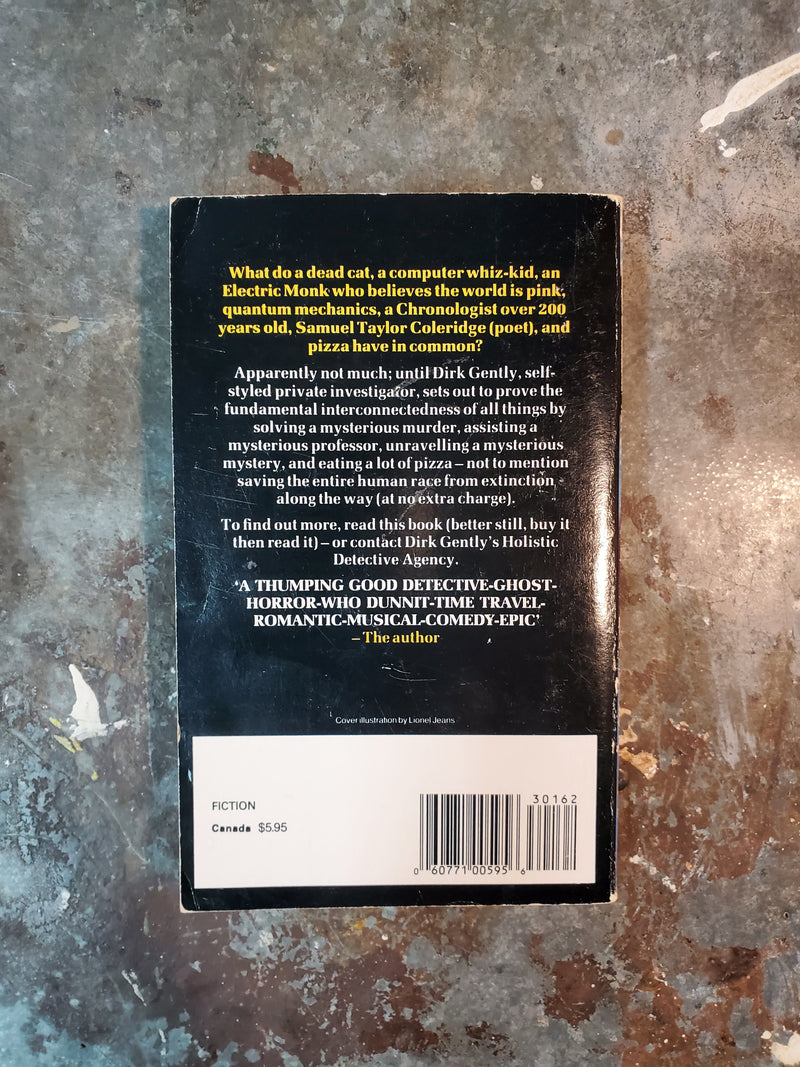 What do a dead cat, a computer whiz-kid, an
Electric Monk who believes the world is pink,
quantum mechanics, a Chronologist over 200
years old, Samuel Taylor Coleridge (poet), and
pizza have in common?
Apparently not much; until Dirk Gently, self-
styled private investigator, sets out to prove the
fundamental interconnectedness of all things by
solving a mysterious murder, assisting a
mysterious professor, unravelling a mysterious
mystery, and eating a lot of pizza – not to mention
saving the entire human race from extinction
along the way (at no extra charge).
To find out more, read this book (better still, buy it
then read it) – or contact Dirk Gently's Holistic
Detective Agency.
'A THUMPING GOOD DETECTIVE-GHOST-
HORROR-WHO DUNNIT-TIME TRAVEL-
ROMANTIC-MUSICAL-COMEDY-EPIC'
– The author
Cover illustration by Lionel Jeans
FICTION
Canada $5.95
30162
0 60771 00595 6